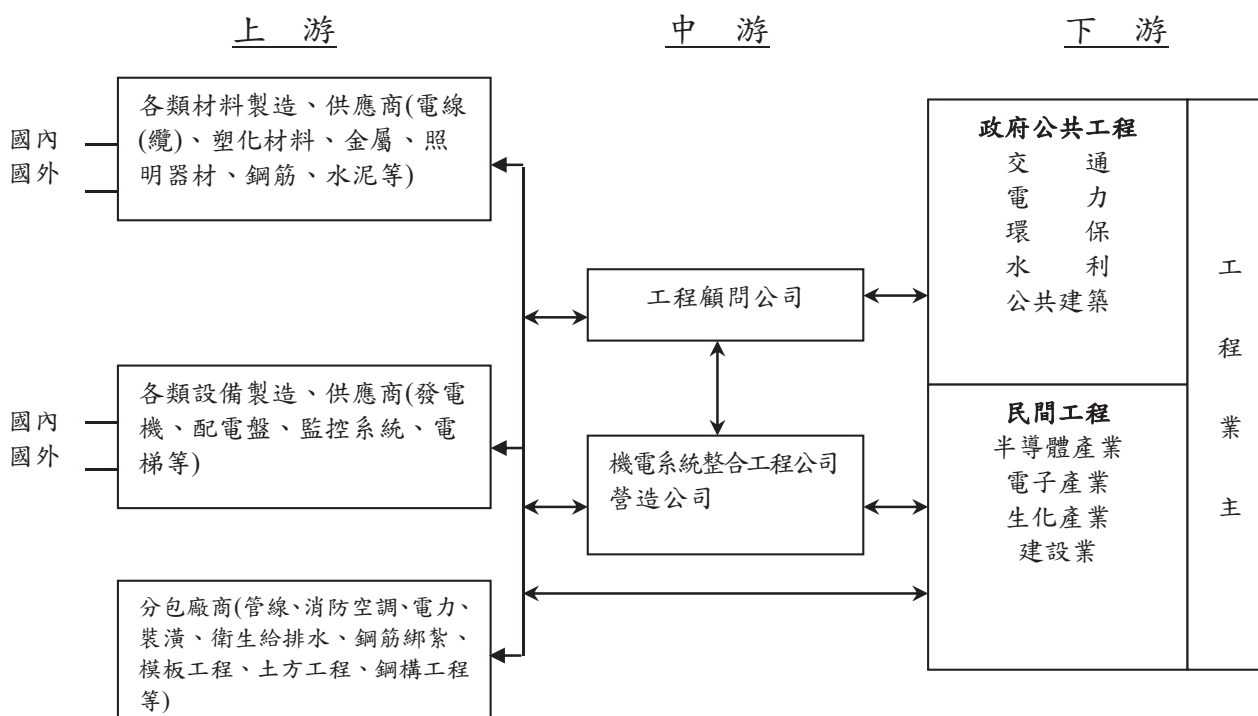 上 游
中 游
下 游
國內
國外
各類材料製造、供應商(電線
(纜)、塑化材料、金屬、照
明器材、鋼筋、水泥等)
國內
國外
各類設備製造、供應商(發電
機、配電盤、監控系統、電
梯等)
分包廠商(管線、消防空調、電力、
裝潢、衛生給排水、鋼筋綁紮、
模板工程、土方工程、鋼構工程
等)
工程顧問公司
機電系統整合工程公司
營造公司
政府公共工程
交 通
電 力
環 保
水 利
公共建築
民間工程
半導體產業
電子產業
生化產業
建設業
工
程
業
主